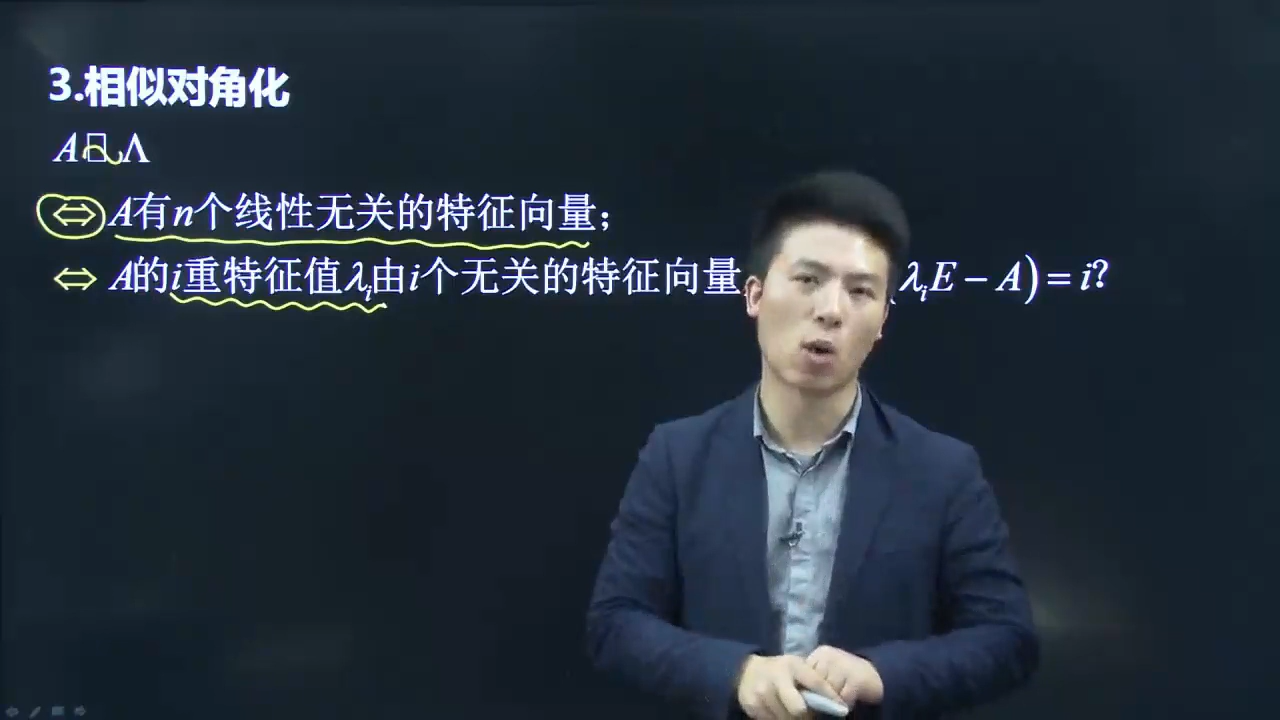 3.相似对角化
A Λ
⇔ A有n个线性无关的特征向量；
⇔ A的i重特征值λᵢ由i个无关的特征向量 λᵢE − A) = i？